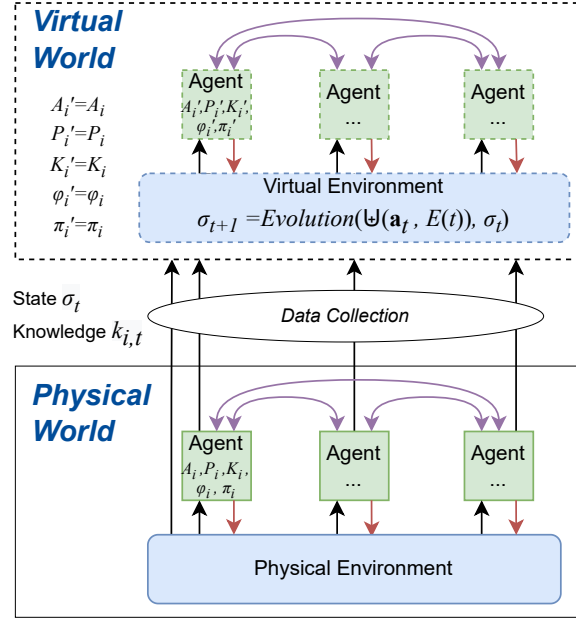 Virtual
World
A_i'=A_i
P_i'=P_i
K_i'=K_i
φ_i'=φ_i
π_i'=π_i
Agent
A_i',P_i',K_i',
φ_i',π_i'
Agent
...
Agent
...
Virtual Environment
σ_{t+1} =Evolution(⊎(a_t , E(t)), σ_t)
State σ_t
Knowledge k_{i,t}
Data Collection
Physical
World
Agent
A_i,P_i,K_i,
φ_i, π_i
Agent
...
Agent
...
Physical Environment